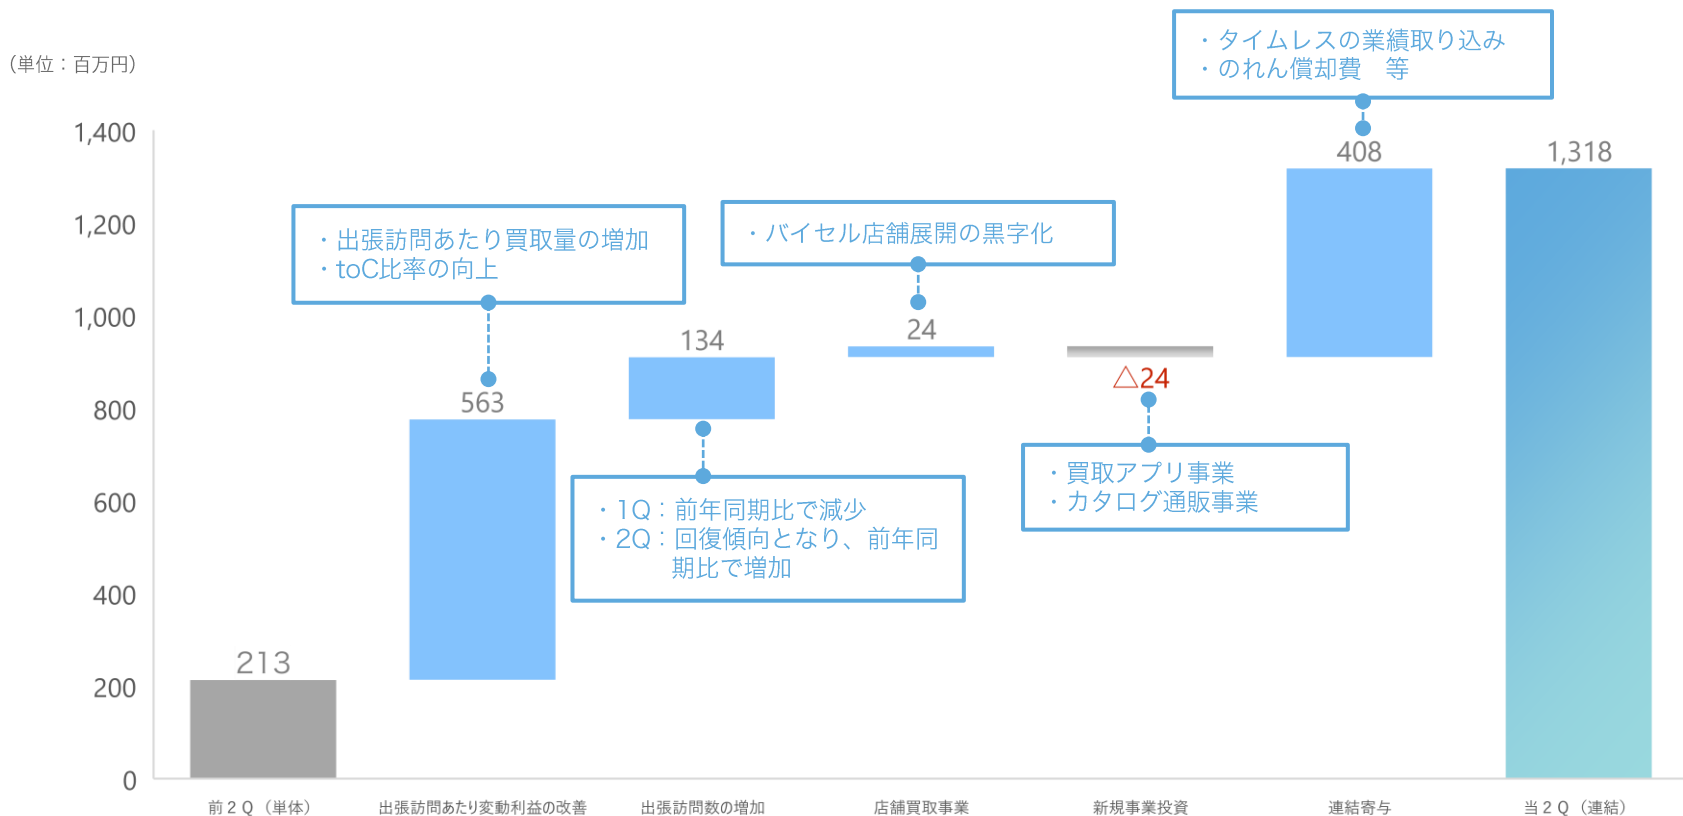 （単位：百万円）
・タイムレスの業績取り込み
・のれん償却費　等
1,400
1,200
1,000
800
600
400
200
0
・出張訪問あたり買取量の増加
・toC比率の向上
・バイセル店舗展開の黒字化
408
1,318
24
134
563
△24
・買取アプリ事業
・カタログ通販事業
・1Q：前年同期比で減少
・2Q：回復傾向となり、前年同
期比で増加
213
前２Ｑ（単体）
出張訪問あたり変動利益の改善
出張訪問数の増加
店舗買取事業
新規事業投資
連結寄与
当２Ｑ（連結）